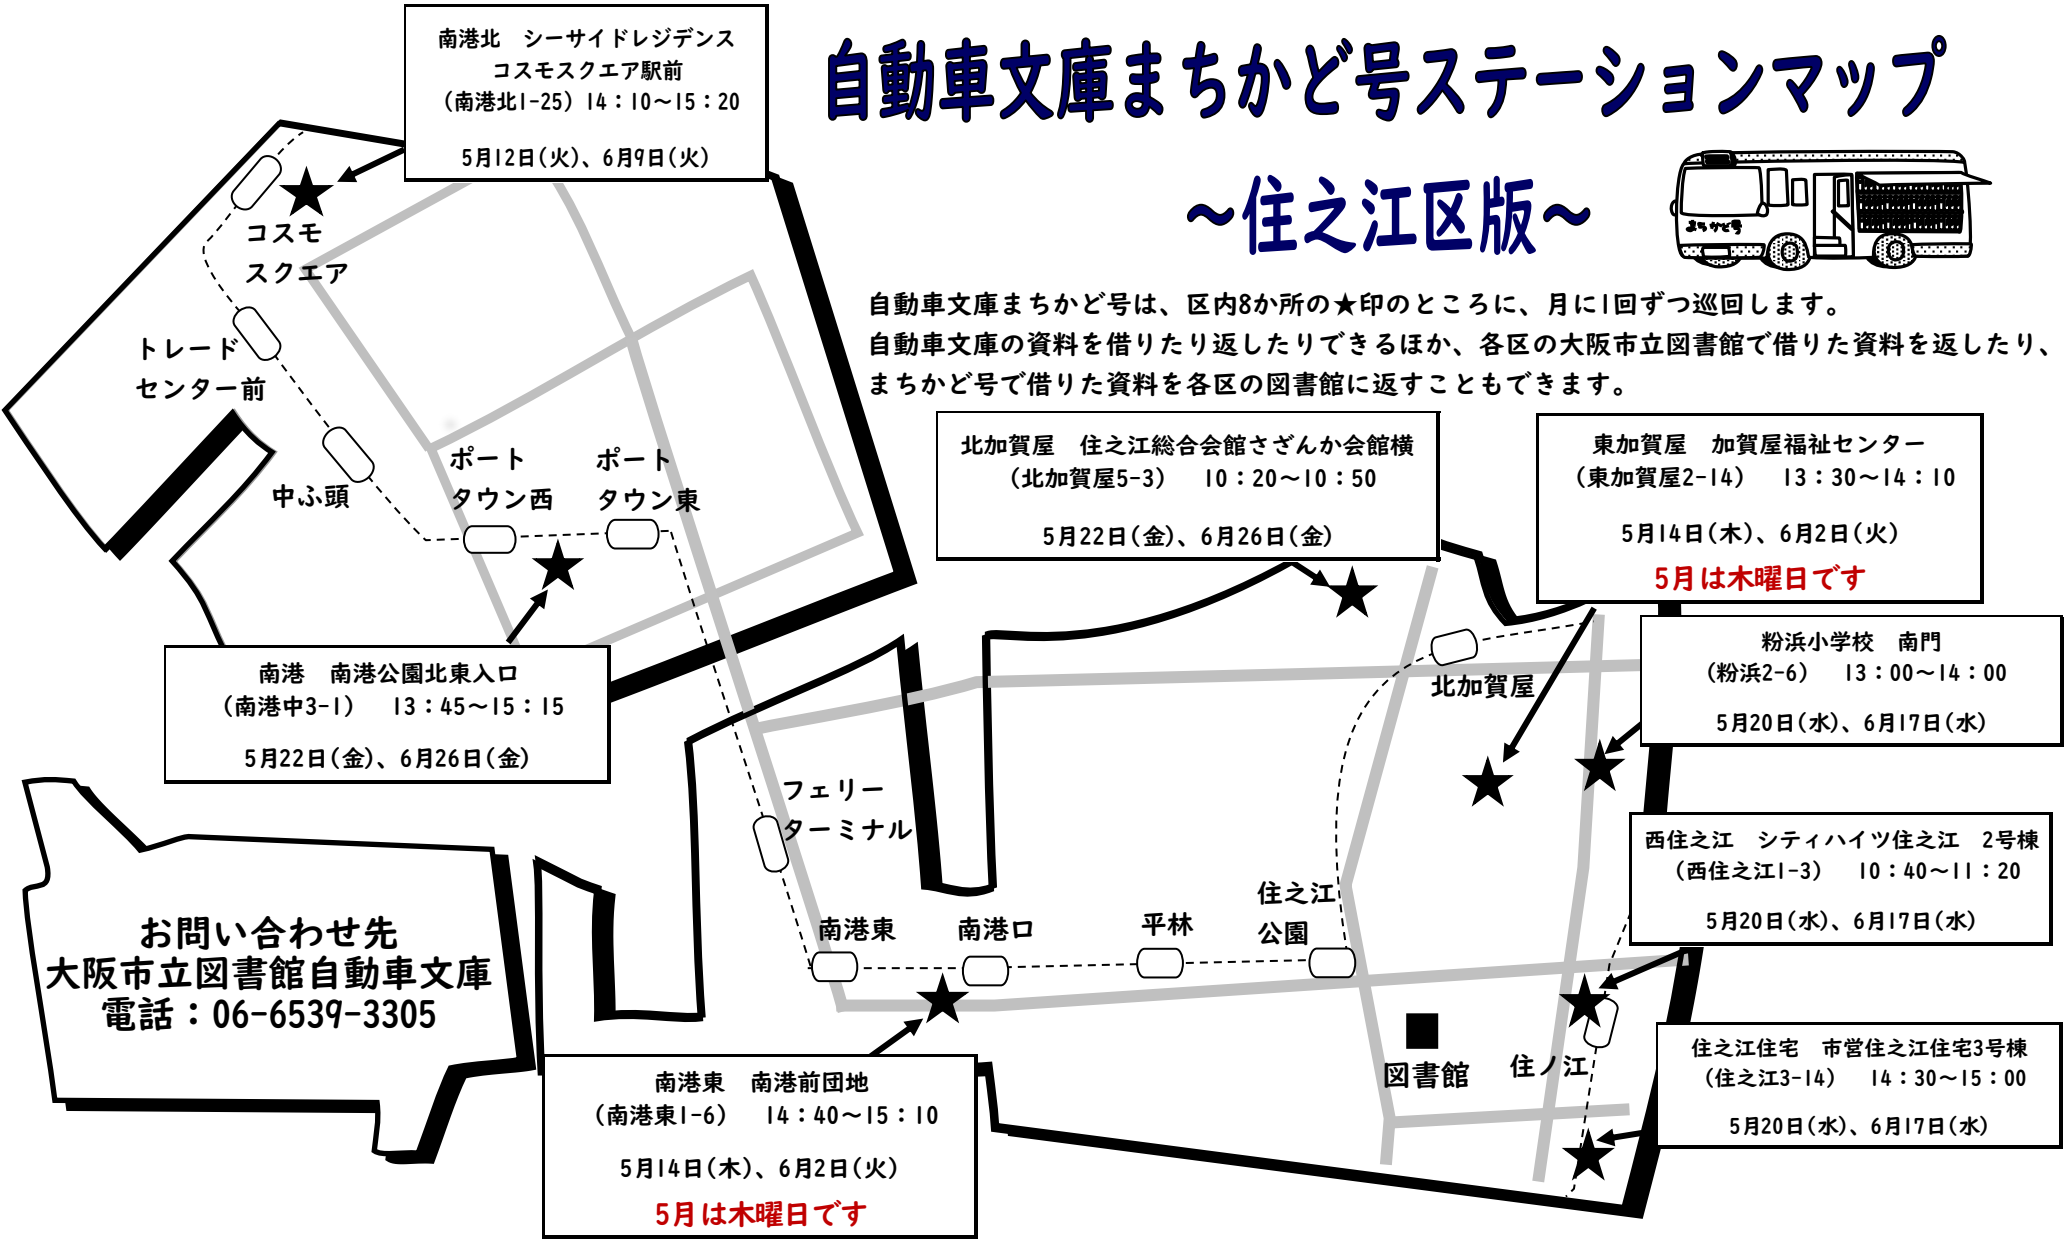 自動車文庫まちかど号ステーションマップ
～住之江区版～
まちかど号
自動車文庫まちかど号は、区内8か所の★印のところに、月に1回ずつ巡回します。
自動車文庫の資料を借りたり返したりできるほか、各区の大阪市立図書館で借りた資料を返したり、
まちかど号で借りた資料を各区の図書館に返すこともできます。
南港北　シーサイドレジデンス
コスモスクエア駅前
（南港北1-25）14：10～15：20
5月12日(火)、6月9日(火)
コスモ
スクエア
トレード
センター前
中ふ頭
ポート
タウン西
ポート
タウン東
北加賀屋　住之江総合会館さざんか会館横
（北加賀屋5-3）　10：20～10：50
5月22日(金)、6月26日(金)
東加賀屋　加賀屋福祉センター
（東加賀屋2-14）　13：30～14：10
5月14日(木)、6月2日(火)
5月は木曜日です
南港　南港公園北東入口
（南港中3-1）　13：45～15：15
5月22日(金)、6月26日(金)
北加賀屋
粉浜小学校　南門
（粉浜2-6）　13：00～14：00
5月20日(水)、6月17日(水)
フェリー
ターミナル
西住之江　シティハイツ住之江　2号棟
（西住之江1-3）　10：40～11：20
5月20日(水)、6月17日(水)
南港東
南港口
平林
住之江
公園
お問い合わせ先
大阪市立図書館自動車文庫
電話：06-6539-3305
図書館
住ノ江
住之江住宅　市営住之江住宅3号棟
（住之江3-14）　14：30～15：00
5月20日(水)、6月17日(水)
南港東　南港前団地
（南港東1-6）　14：40～15：10
5月14日(木)、6月2日(火)
5月は木曜日です